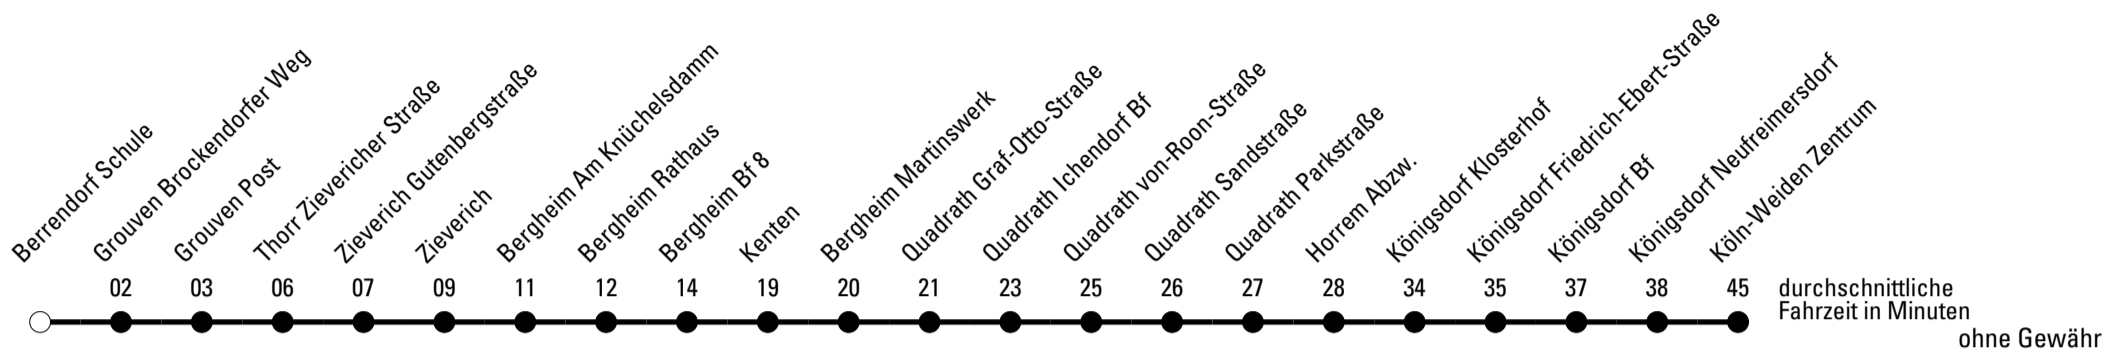 Berrendorf Schule
Grouven Brockendorfer Weg
Grouven Post
Thorr Zievericher Straße
Zieverich Gutenbergstraße
Zieverich
Bergheim Am Knüchelsdamm
Bergheim Rathaus
Bergheim Bf 8
Kenten
Bergheim Martinswerk
Quadrath Graf-Otto-Straße
Quadrath Ichendorf Bf
Quadrath von-Roon-Straße
Quadrath Sandstraße
Quadrath Parkstraße
Horrem Abzw.
Königsdorf Klosterhof
Königsdorf Friedrich-Ebert-Straße
Königsdorf Bf
Königsdorf Neufreimersdorf
Köln-Weiden Zentrum
02 03 06 07 09 11 12 14 19 20 21 23 25 26 27 28 34 35 37 38 45 durchschnittliche
Fahrzeit in Minuten
ohne Gewähr